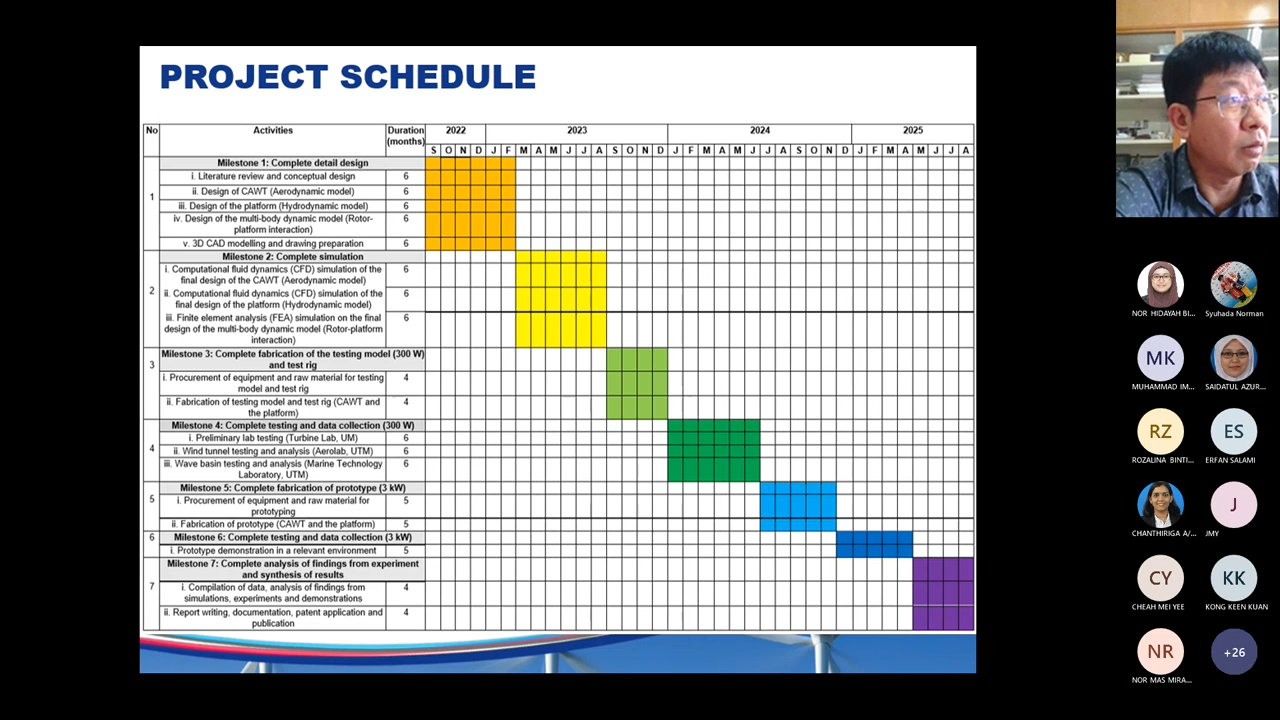 PROJECT SCHEDULE
No Activities Duration (months) 2022 2023 2024 2025
S O N D J F M A M J J A S O N D J F M A M J J A S O N D J F M A M J J A
1
Milestone 1: Complete detail design
i. Literature review and conceptual design 6
ii. Design of CAWT (Aerodynamic model) 6
iii. Design of the platform (Hydrodynamic model) 6
iv. Design of the multi-body dynamic model (Rotor-
platform interaction) 6
v. 3D CAD modelling and drawing preparation 6
2
Milestone 2: Complete simulation
i. Computational fluid dynamics (CFD) simulation of the
final design of the CAWT (Aerodynamic model) 6
ii. Computational fluid dynamics (CFD) simulation of the
final design of the platform (Hydrodynamic model) 6
iii. Finite element analysis (FEA) simulation on the final
design of the multi-body dynamic model (Rotor-platform
interaction) 6
3
Milestone 3: Complete fabrication of the testing model (300 W)
and test rig
i. Procurement of equipment and raw material for testing
model and test rig 4
ii. Fabrication of testing model and test rig (CAWT and
the platform) 4
4
Milestone 4: Complete testing and data collection (300 W)
i. Preliminary lab testing (Turbine Lab, UM) 6
ii. Wind tunnel testing and analysis (Aerolab, UTM) 6
iii. Wave basin testing and analysis (Marine Technology
Laboratory, UTM) 6
5
Milestone 5: Complete fabrication of prototype (3 kW)
i. Procurement of equipment and raw material for
prototyping 5
ii. Fabrication of prototype (CAWT and the platform) 5
6
Milestone 6: Complete testing and data collection (3 kW)
i. Prototype demonstration in a relevant environment 5
7
Milestone 7: Complete analysis of findings from experiment
and synthesis of results
i. Compilation of data, analysis of findings from
simulations, experiments and demonstrations 4
ii. Report writing, documentation, patent application and
publication 4
NOR HIDAYAH BI...
Syuhada Norman
MK
MUHAMMAD IM...
SAIDATUL AZUR...
RZ
ROZALINA BINTI...
ES
ERFAN SALAMI
CHANTHIRIGA A/...
J
JMY
CY
CHEAH MEI YEE
KK
KONG KEEN KUAN
NR
NOR MAS MIRA...
+26